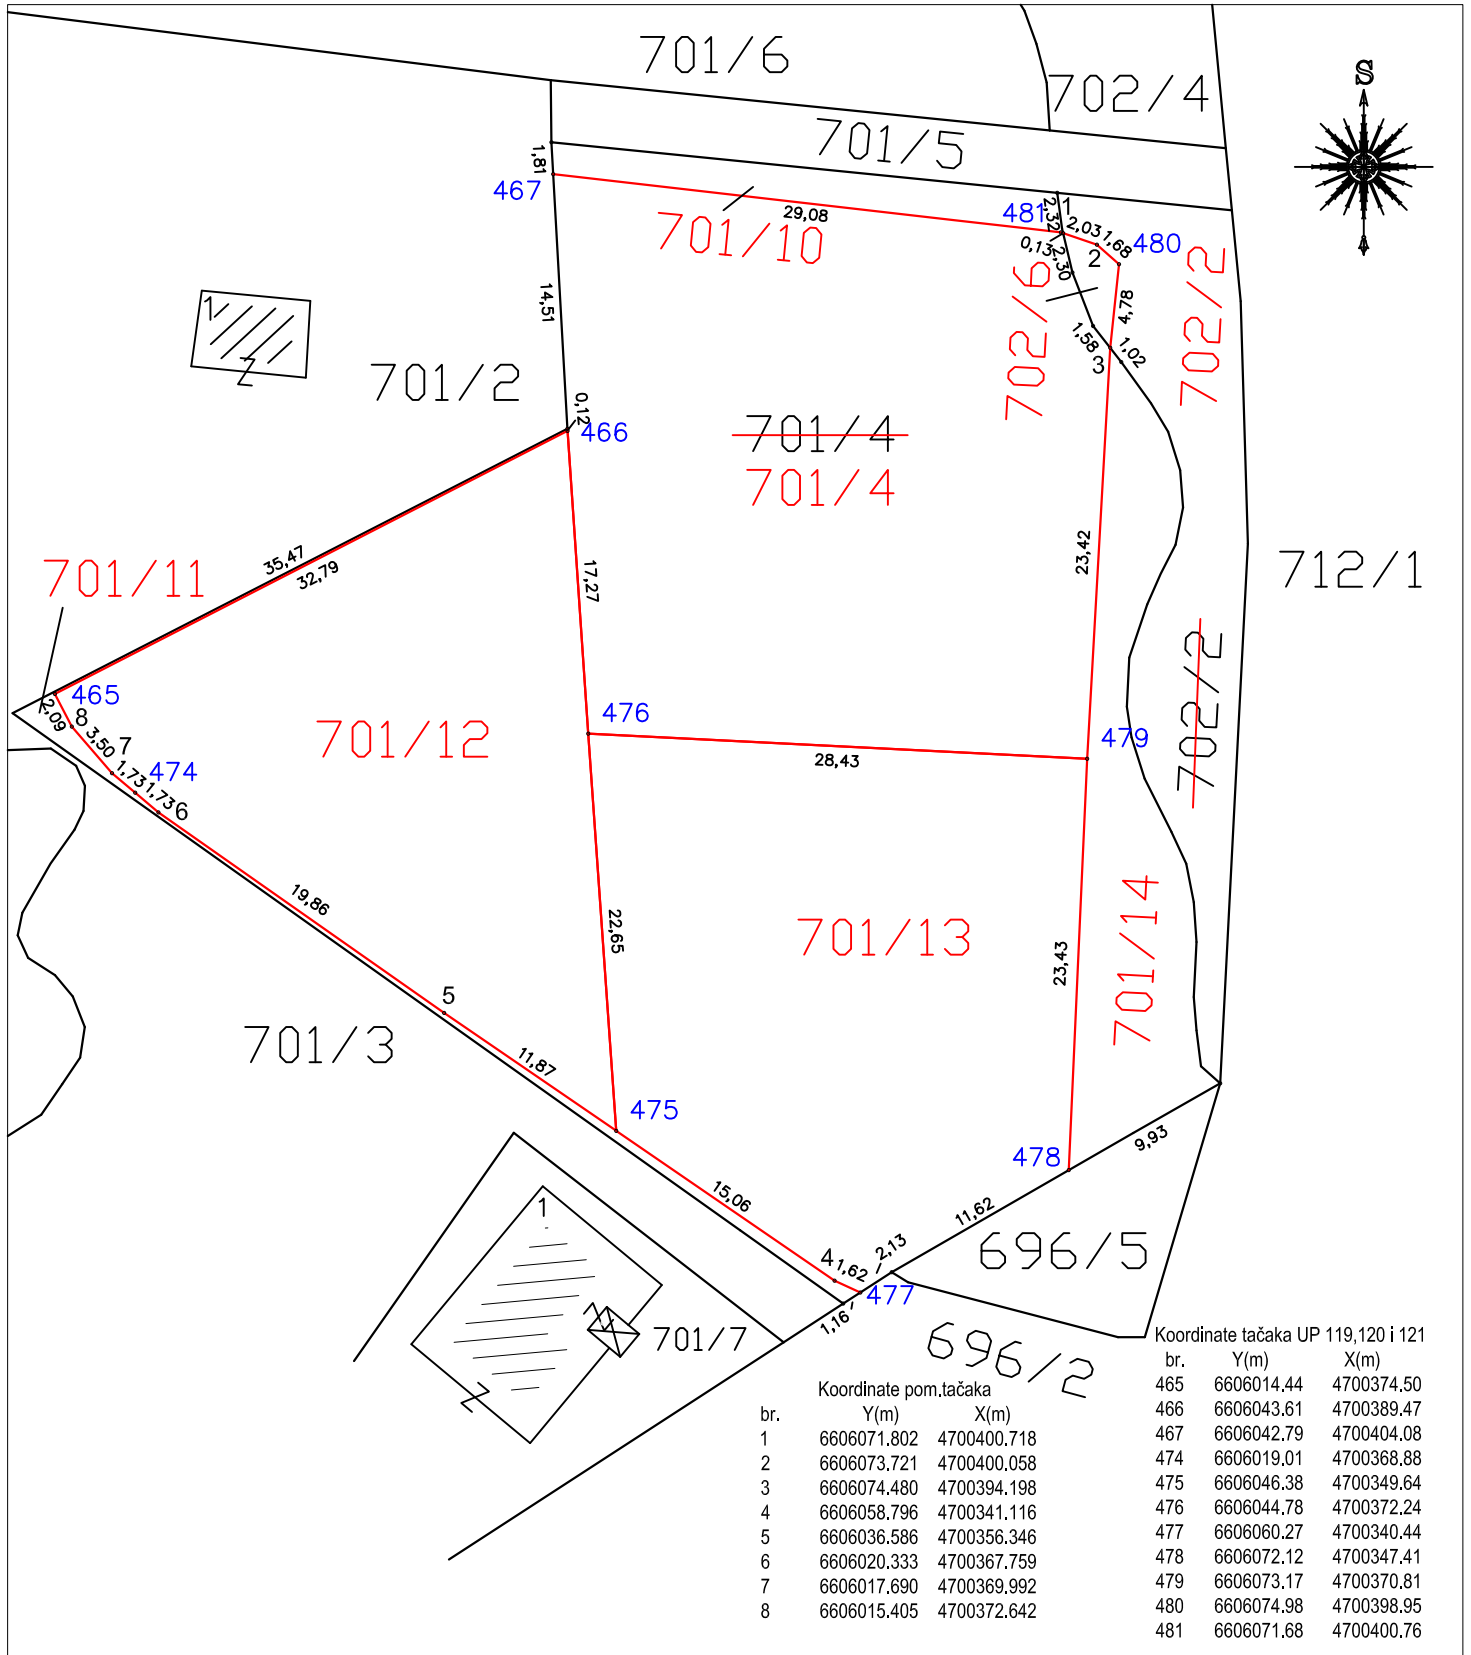 701/6
702/4
S
701/5
1,81
467
29,08
701/10
481
2,32
1
2,03
1,68
480
0,13
2,30
2
702/6
702/2
4,78
14,51
1
Z
701/2
1,58
1,02
3
0,12
466
701/4
701/4
35,47
32,79
17,27
23,42
712/1
701/11
702/2
465
2,09
8
3,50
7
1,73
474
1,73
6
701/12
476
28,43
479
19,86
22,65
701/13
23,43
701/14
5
701/3
11,87
475
478
9,93
15,06
11,62
1
4
1,62
2,13
696/5
477
1,16
701/7
Z
696/2
Koordinate tačaka UP 119,120 i 121
br. Y(m) X(m)
465 6606014.44 4700374.50
466 6606043.61 4700389.47
467 6606042.79 4700404.08
474 6606019.01 4700368.88
475 6606046.38 4700349.64
476 6606044.78 4700372.24
477 6606060.27 4700340.44
478 6606072.12 4700347.41
479 6606073.17 4700370.81
480 6606074.98 4700398.95
481 6606071.68 4700400.76
Koordinate pom.tačaka
br. Y(m) X(m)
1 6606071.802 4700400.718
2 6606073.721 4700400.058
3 6606074.480 4700394.198
4 6606058.796 4700341.116
5 6606036.586 4700356.346
6 6606020.333 4700367.759
7 6606017.690 4700369.992
8 6606015.405 4700372.642